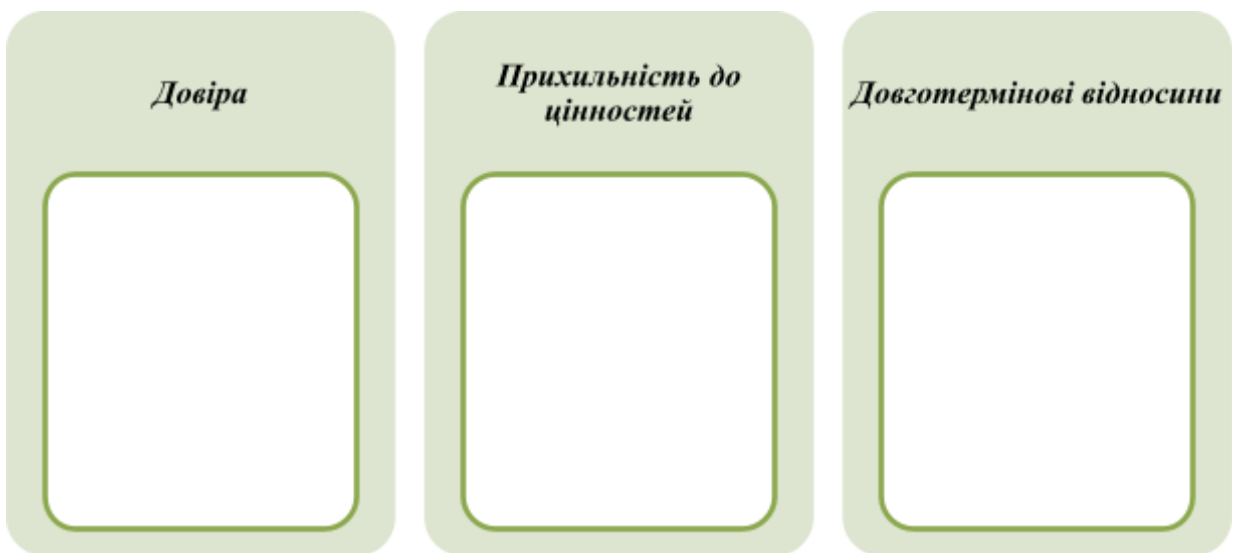 Довіра
Прихильність до
цінностей
Довготермінові відносини